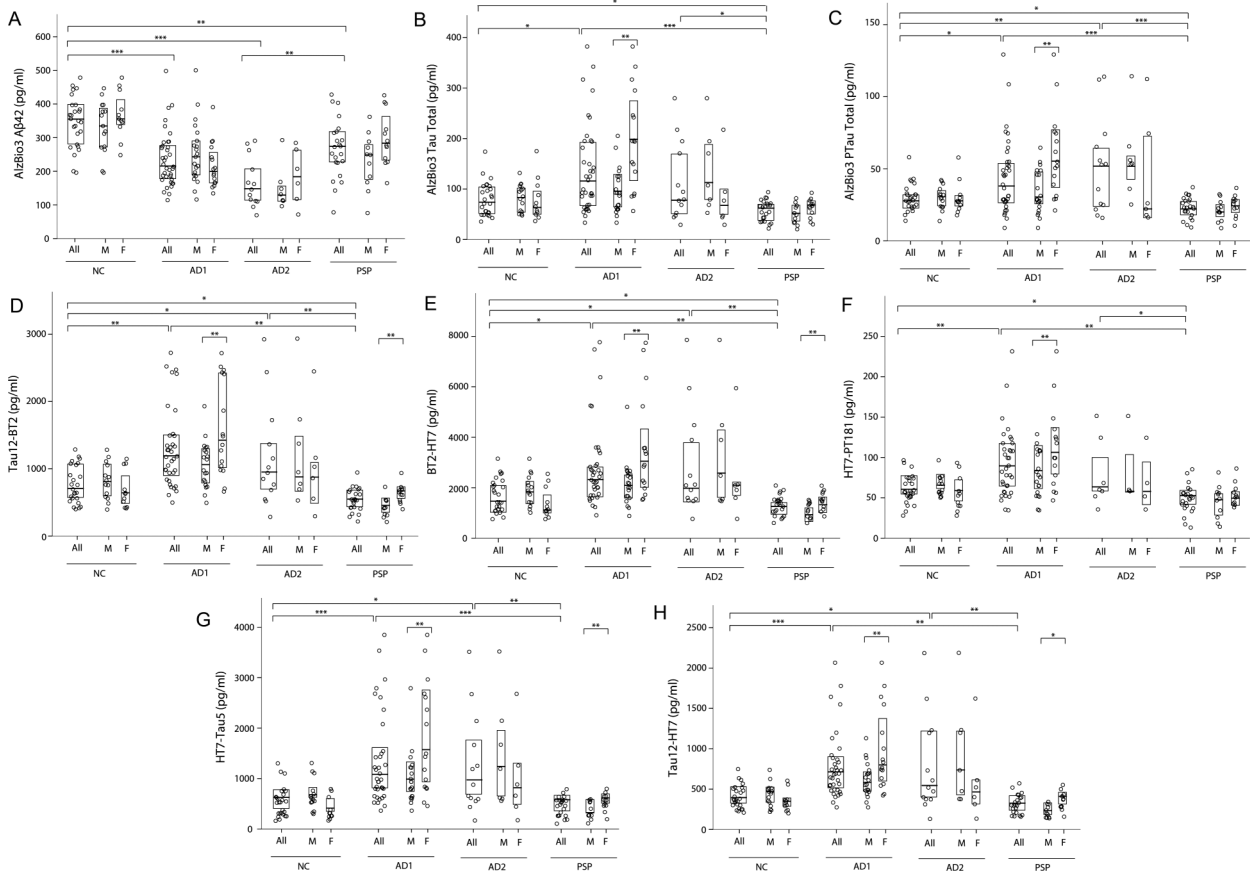 A
**
***
***
**
600
500
400
300
200
100
0
AlzBio3 Aβ42 (pg/ml)
All M F All M F All M F All M F
NC AD1 AD2 PSP
B
*
*
*
***
**
400
300
200
100
0
AlzBio3 Tau Total (pg/ml)
All M F All M F All M F All M F
NC AD1 AD2 PSP
C
*
**
***
*
***
**
150
100
50
0
AlzBio3 PTau Total (pg/ml)
All M F All M F All M F All M F
NC AD1 AD2 PSP
D
*
*
**
**
**
**
**
3000
2000
1000
0
Tau12-BT2 (pg/ml)
All M F All M F All M F All M F
NC AD1 AD2 PSP
E
*
*
**
*
**
**
**
8000
6000
4000
2000
0
BT2-HT7 (pg/ml)
All M F All M F All M F All M F
NC AD1 AD2 PSP
F
*
*
**
**
**
200
150
100
50
0
HT7-PT181 (pg/ml)
All M F All M F All M F All M F
NC AD1 AD2 PSP
G
*
**
***
***
**
**
4000
3000
2000
1000
0
HT7-Tau5 (pg/ml)
All M F All M F All M F All M F
NC AD1 AD2 PSP
H
*
**
***
**
**
*
2500
2000
1500
1000
500
0
Tau12-HT7 (pg/ml)
All M F All M F All M F All M F
NC AD1 AD2 PSP